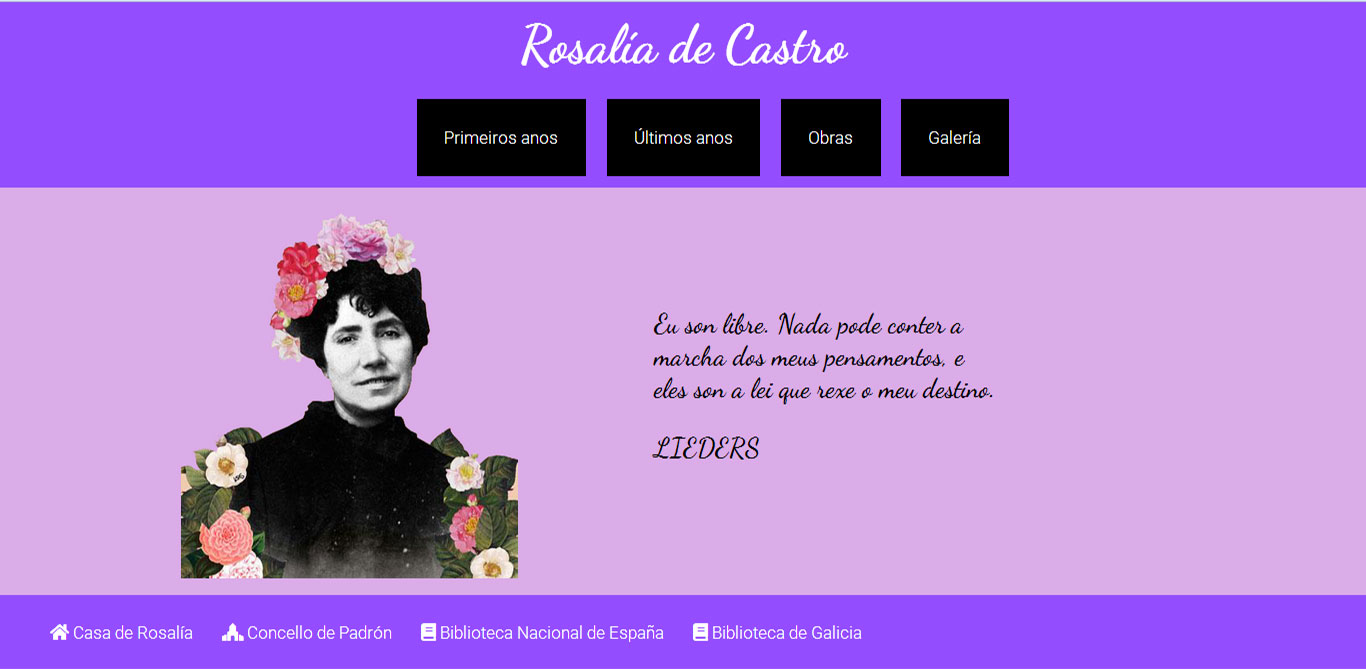 Rosalía de Castro
Primeiros anos
Últimos anos
Obras
Galería
Eu son libre. Nada pode conter a
marcha dos meus pensamentos, e
eles son a lei que rexe o meu destino.
LIEDERS
Casa de Rosalía
Concello de Padrón
Biblioteca Nacional de España
Biblioteca de Galicia